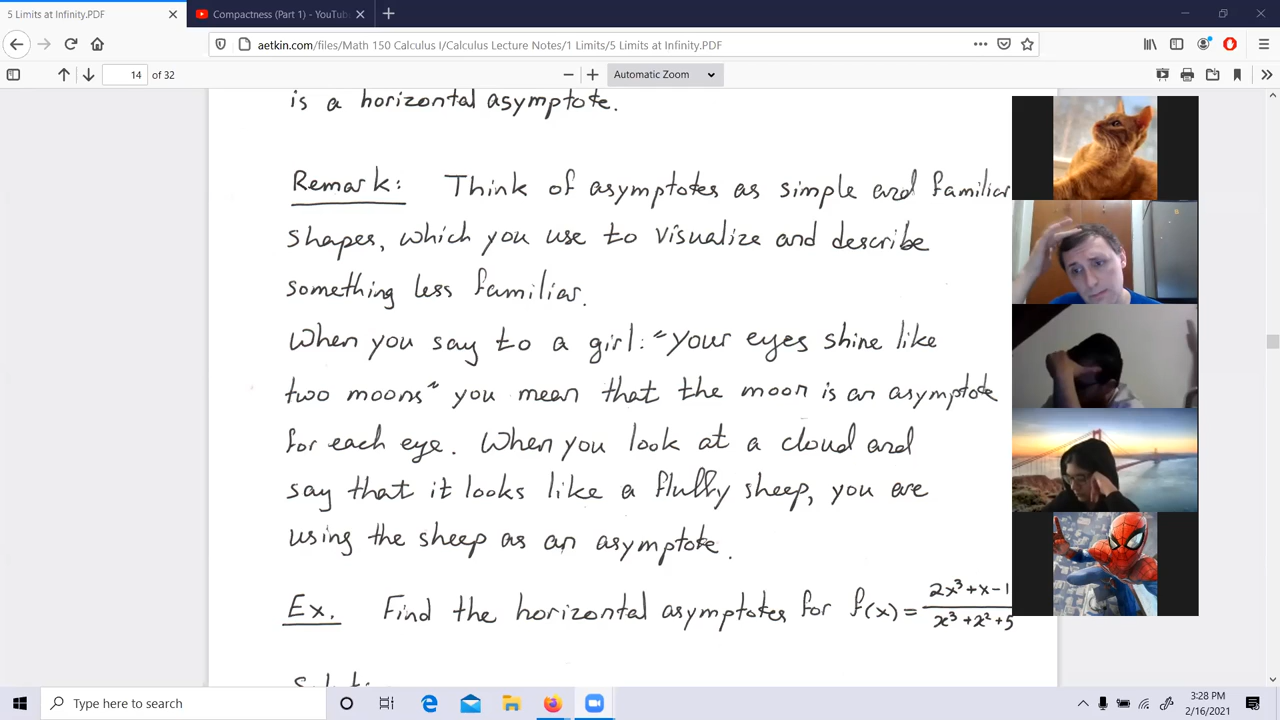 5 Limits at Infinity.PDF
Compactness (Part 1) - YouTube
aetkin.com/files/Math 150 Calculus I/Calculus Lecture Notes/1 Limits/5 Limits at Infinity.PDF
14 of 32
Automatic Zoom
is a horizontal asymptote.
Remark: Think of asymptotes as simple and familiar
shapes, which you use to visualize and describe
something less familiar.
When you say to a girl: "your eyes shine like
two moons" you mean that the moon is an asymptote
for each eye. When you look at a cloud and
say that it looks like a fluffy sheep, you are
using the sheep as an asymptote.
Ex. Find the horizontal asymptotes for f(x) = 2x³+x-1 / x³+x²+5
Type here to search
3:28 PM
2/16/2021